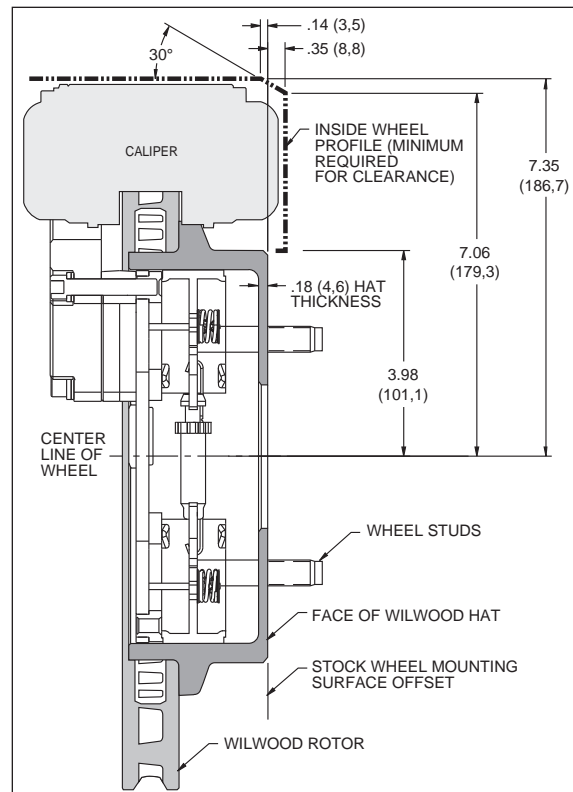 .14 (3,5)
.35 (8,8)
30°
CALIPER
INSIDE WHEEL
PROFILE (MINIMUM
REQUIRED
FOR CLEARANCE)
7.35
(186,7)
7.06
(179,3)
.18 (4,6) HAT
THICKNESS
3.98
(101,1)
CENTER
LINE OF
WHEEL
WHEEL STUDS
FACE OF WILWOOD HAT
STOCK WHEEL MOUNTING
SURFACE OFFSET
WILWOOD ROTOR